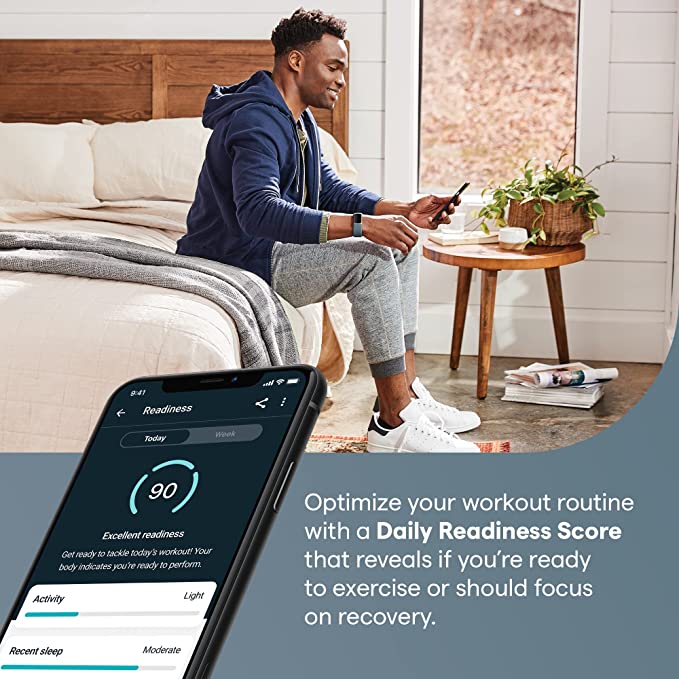 9:41
Readiness
Today
Week
90
Excellent readiness
Get ready to tackle today's workout! Your
body indicates you're ready to perform.
Activity
Light
Recent sleep
Moderate
Optimize your workout routine
with a Daily Readiness Score
that reveals if you're ready
to exercise or should focus
on recovery.